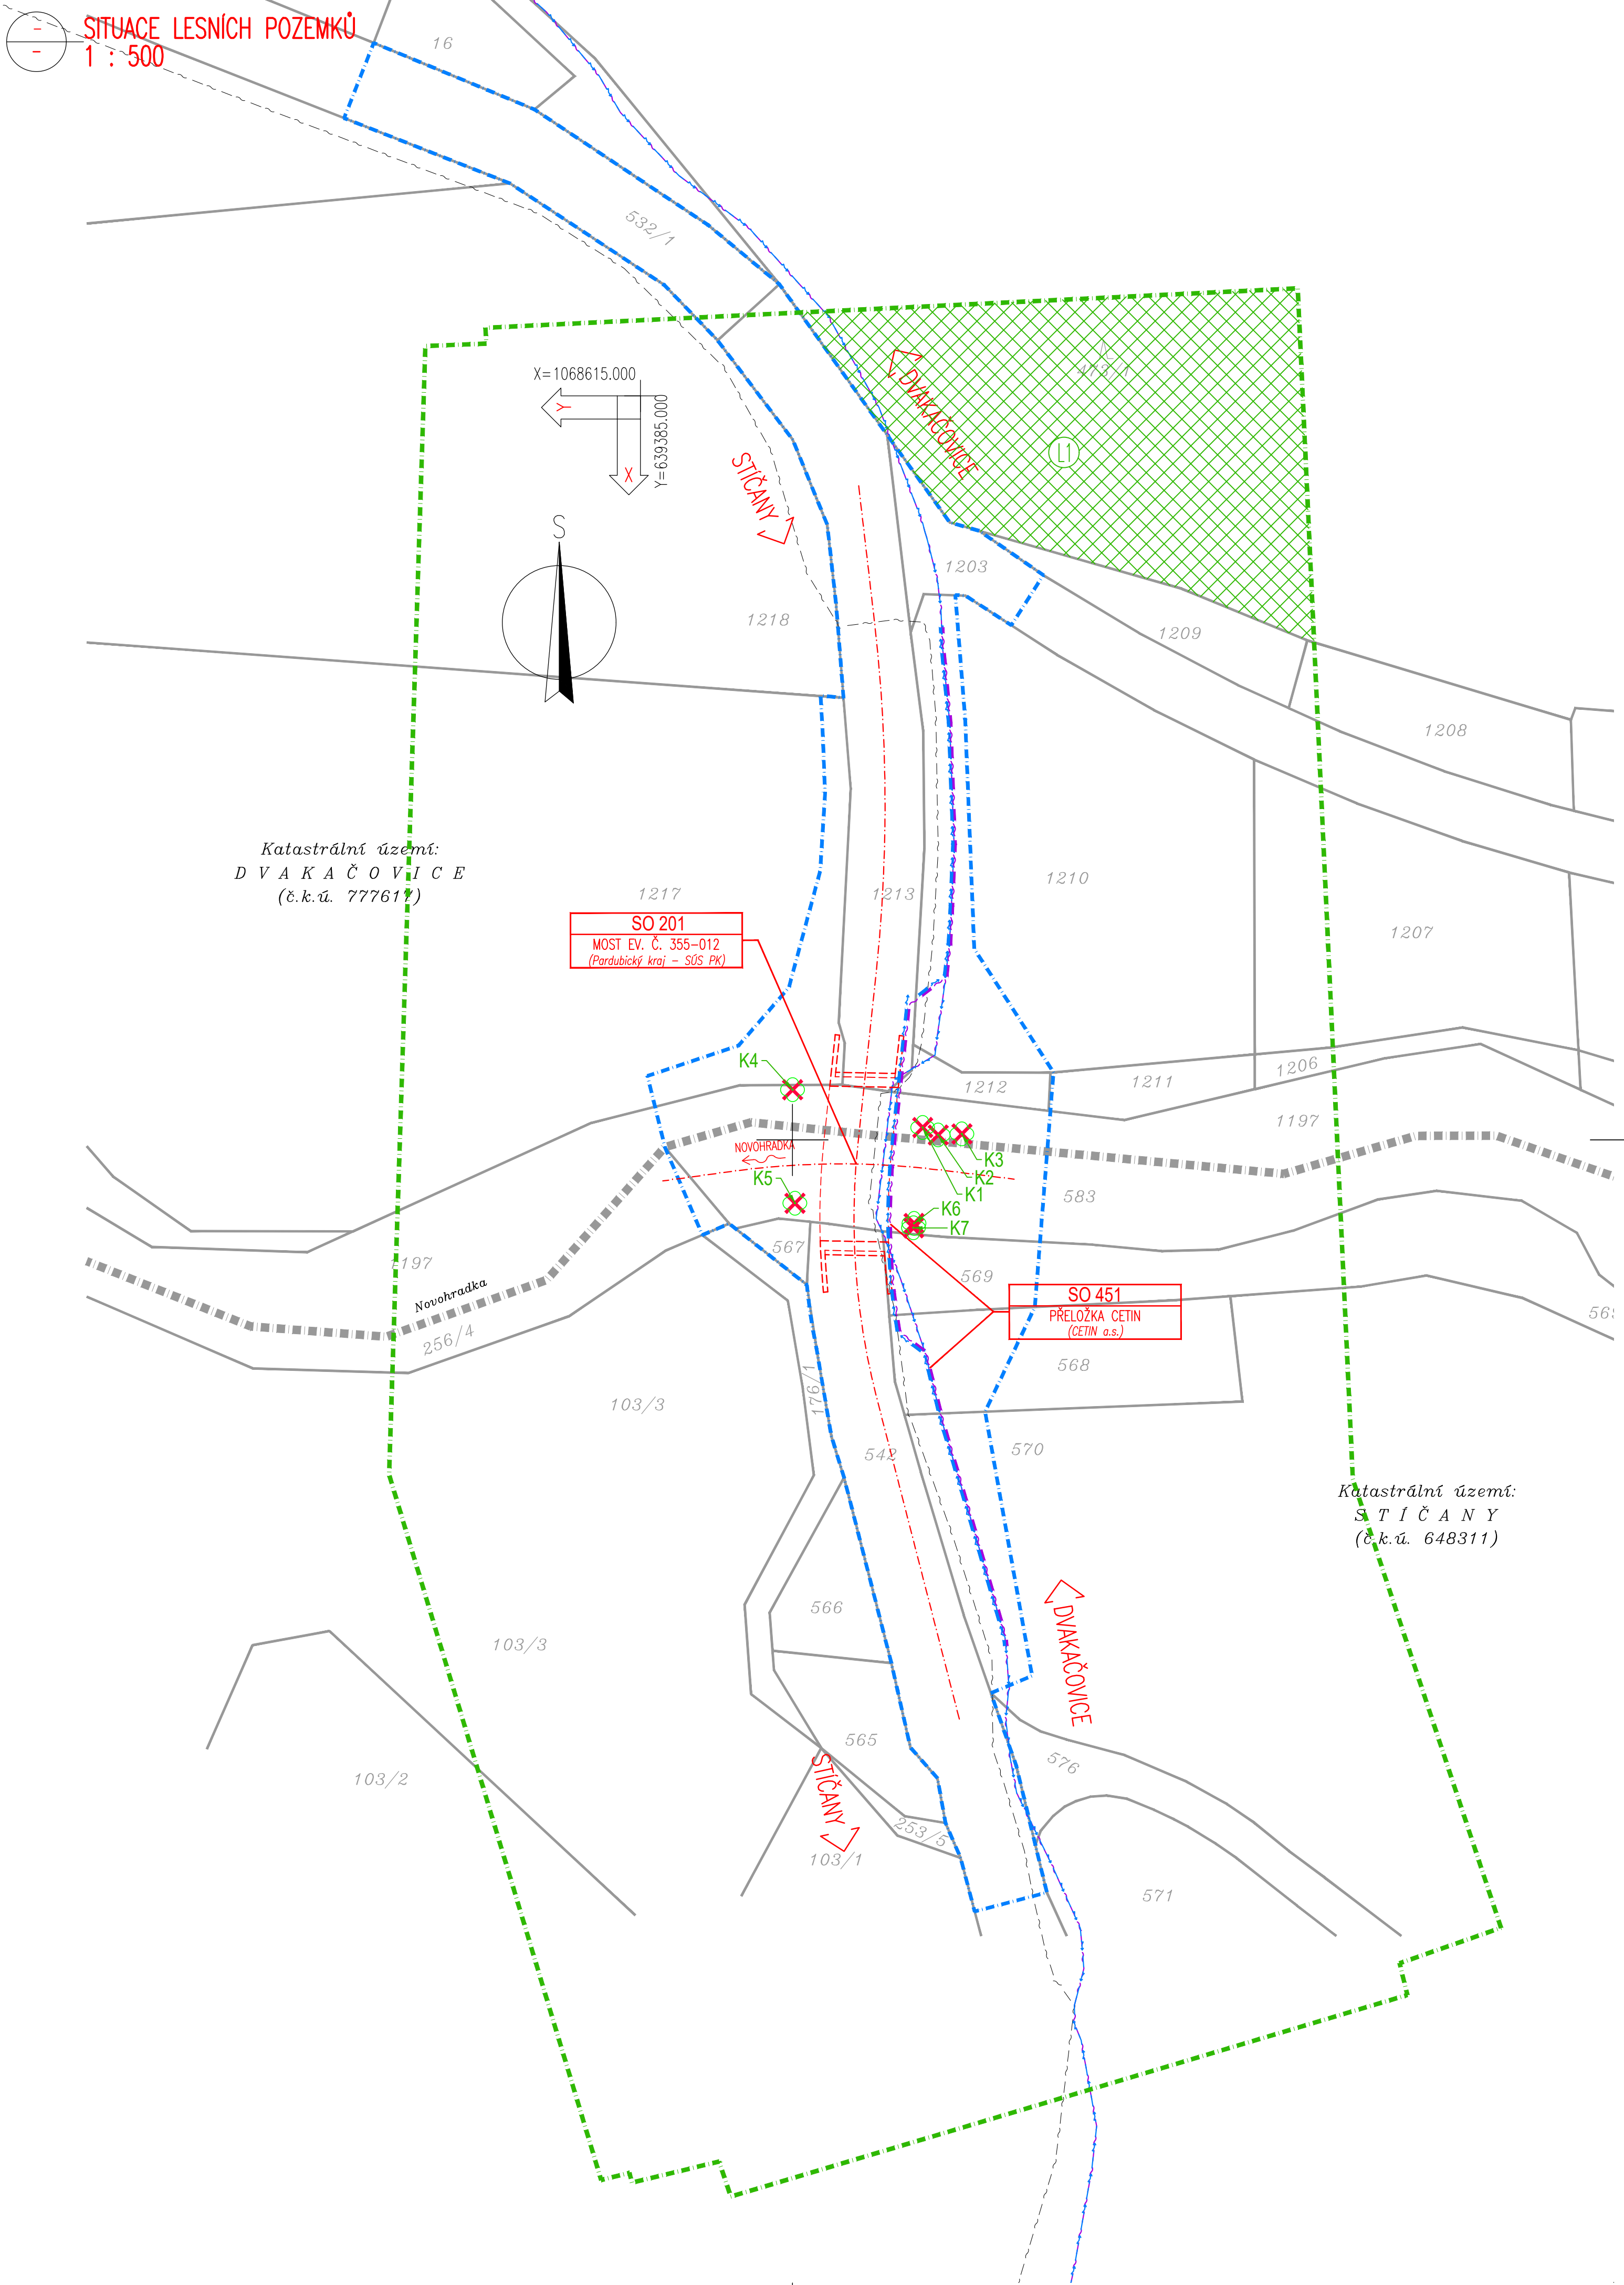 SITUACE LESNÍCH POZEMKŮ
1 : 500
16
532/1
X=1068615.000
Y
X
Y=639385.000
473/1
L1
DVAKAČOVICE
STÍČANY
S
1203
1218
1209
1208
Katastrální území:
D V A K A Č O V I C E
(č.k.ú. 777617)
1217
1213
1210
1207
SO 201
MOST EV. Č. 355-012
(Pardubický kraj - SÚS PK)
K4
1212
1211
1206
1197
NOVOHRADKA
K3
K2
K1
K5
K6
K7
583
567
569
1197
Novohradka
256/4
SO 451
PŘELOŽKA CETIN
(CETIN a.s.)
568
176/1
103/3
542
570
Katastrální území:
S T Í Č A N Y
(č.k.ú. 648311)
566
103/3
DVAKAČOVICE
565
576
103/2
STÍČANY
253/5
103/1
571